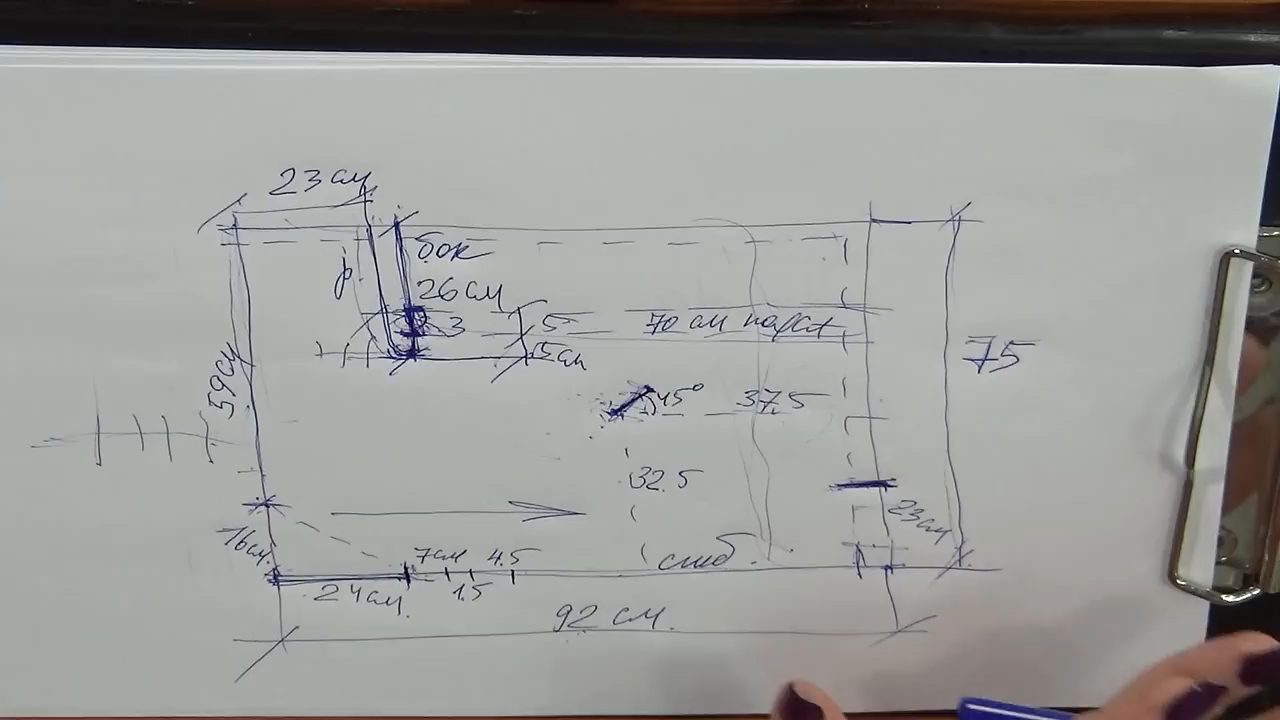 23 см
бок
26 см
3
5
70 см
5 см
75
59 см
45°
37.5
32.5
23 см
16 см.
7 см
4.5
сгиб.
24 см.
1.5
92 см.